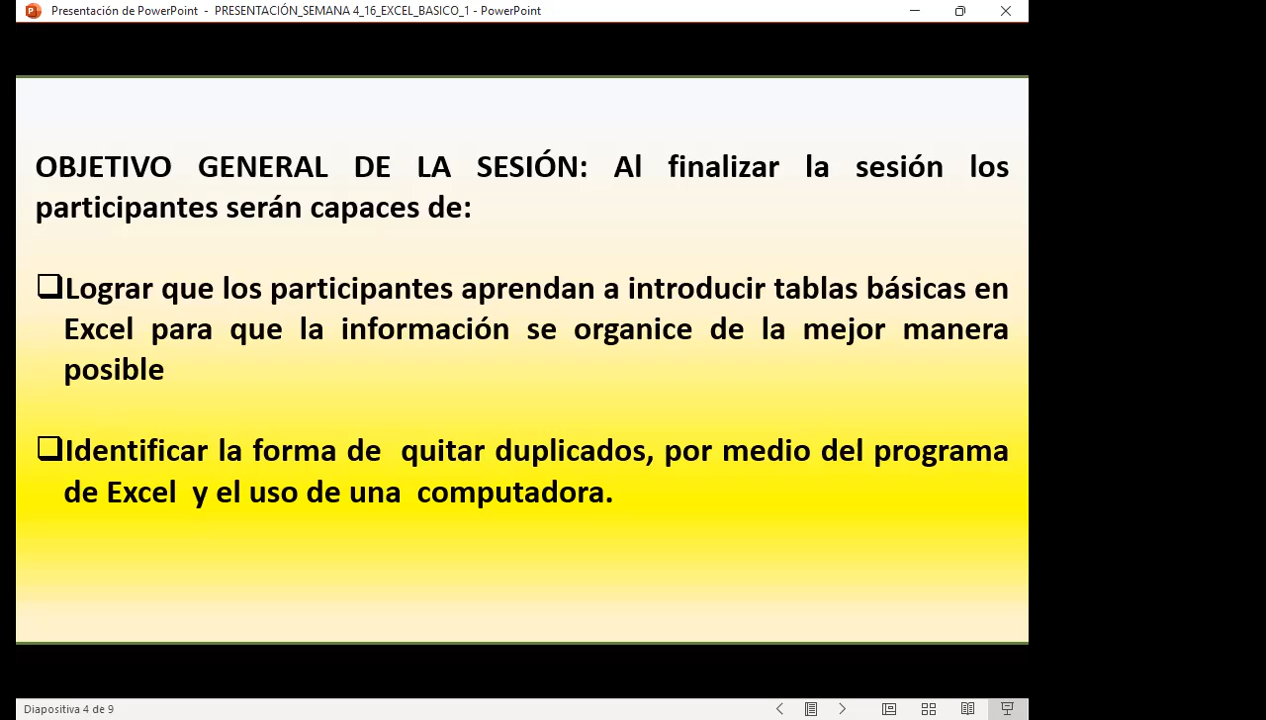 Presentación de PowerPoint - PRESENTACIÓN_SEMANA 4_16_EXCEL_BASICO_1 - PowerPoint
OBJETIVO GENERAL DE LA SESIÓN: Al finalizar la sesión los
participantes serán capaces de:
Lograr que los participantes aprendan a introducir tablas básicas en
Excel para que la información se organice de la mejor manera
posible
Identificar la forma de quitar duplicados, por medio del programa
de Excel y el uso de una computadora.
Diapositiva 4 de 9